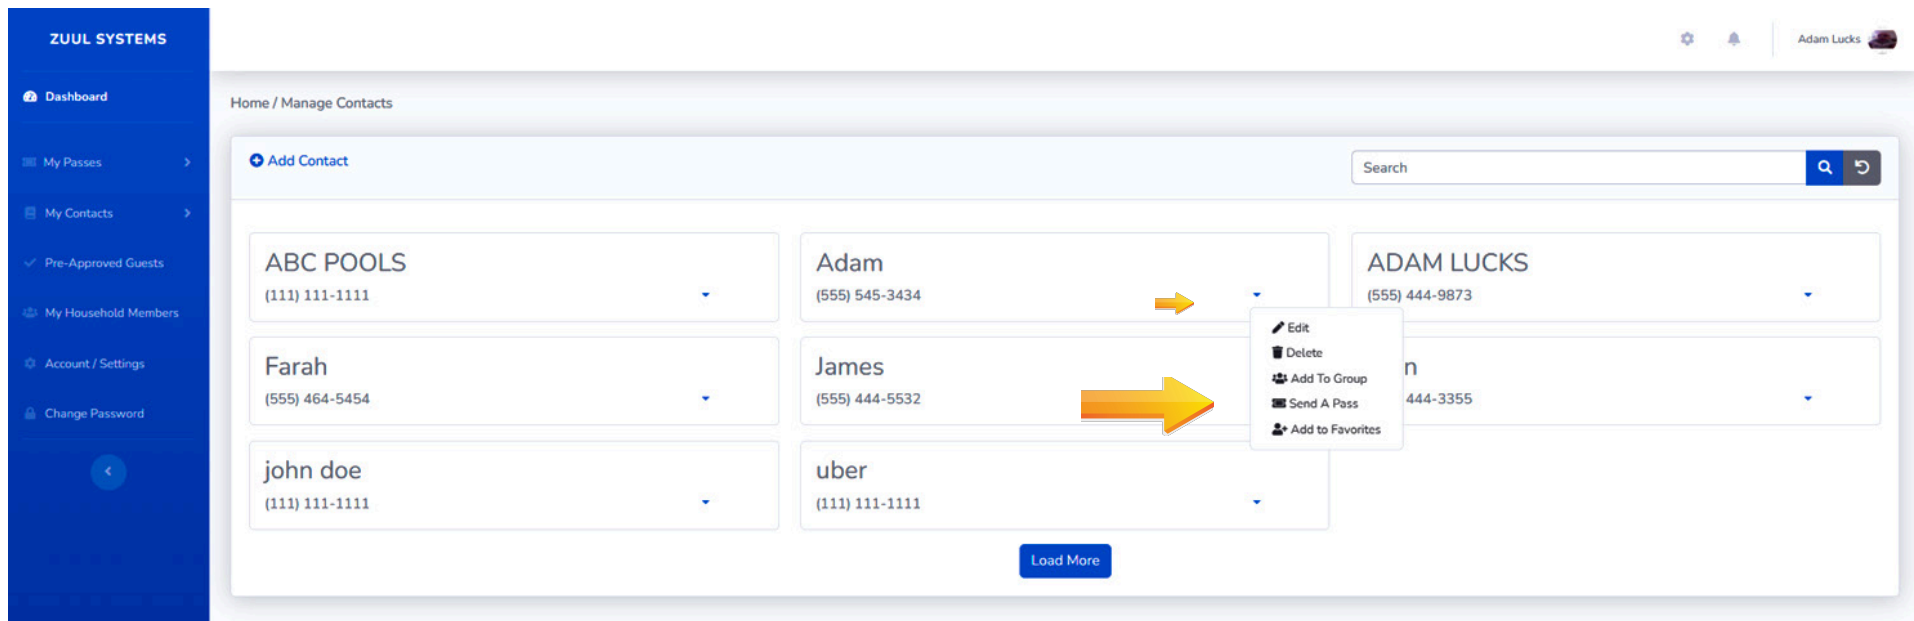 ZUUL SYSTEMS
Adam Lucks
Dashboard
My Passes
My Contacts
Pre-Approved Guests
My Household Members
Account / Settings
Change Password
Home / Manage Contacts
Add Contact
Search
ABC POOLS
(111) 111-1111
Adam
(555) 545-3434
ADAM LUCKS
(555) 444-9873
Edit
Delete
Add To Group
Send A Pass
Add to Favorites
Farah
(555) 464-5454
James
(555) 444-5532
n
444-3355
john doe
(111) 111-1111
uber
(111) 111-1111
Load More